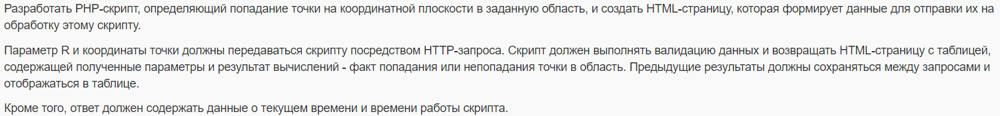 Разработать PHP-скрипт, определяющий попадание точки на координатной плоскости в заданную область, и создать HTML-страницу, которая формирует данные для отправки их на
обработку этому скрипту.
Параметр R и координаты точки должны передаваться скрипту посредством HTTP-запроса. Скрипт должен выполнять валидацию данных и возвращать HTML-страницу с таблицей,
содержащей полученные параметры и результат вычислений - факт попадания или непопадания точки в область. Предыдущие результаты должны сохраняться между запросами и
отображаться в таблице.
Кроме того, ответ должен содержать данные о текущем времени и времени работы скрипта.